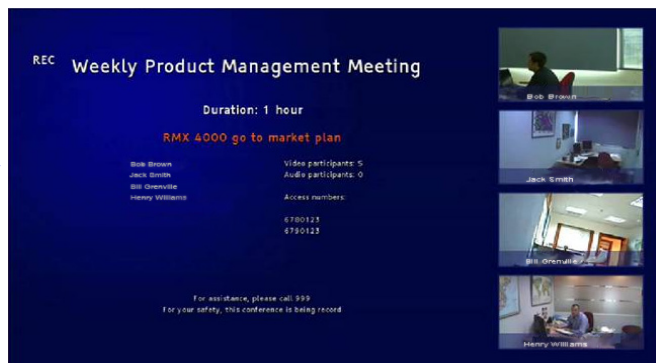 REC
Weekly Product Management Meeting
Duration: 1 hour
RMX 4000 go to market plan
Bob Brown
Jack Smith
Bill Grenville
Henry Williams
Video participants: 5
Audio participants: 0
Access numbers:
6780123
6790123
For assistance, please call 999
For your safety, this conference is being record
Bob Brown
Jack Smith
Bill Grenville
Henry Williams